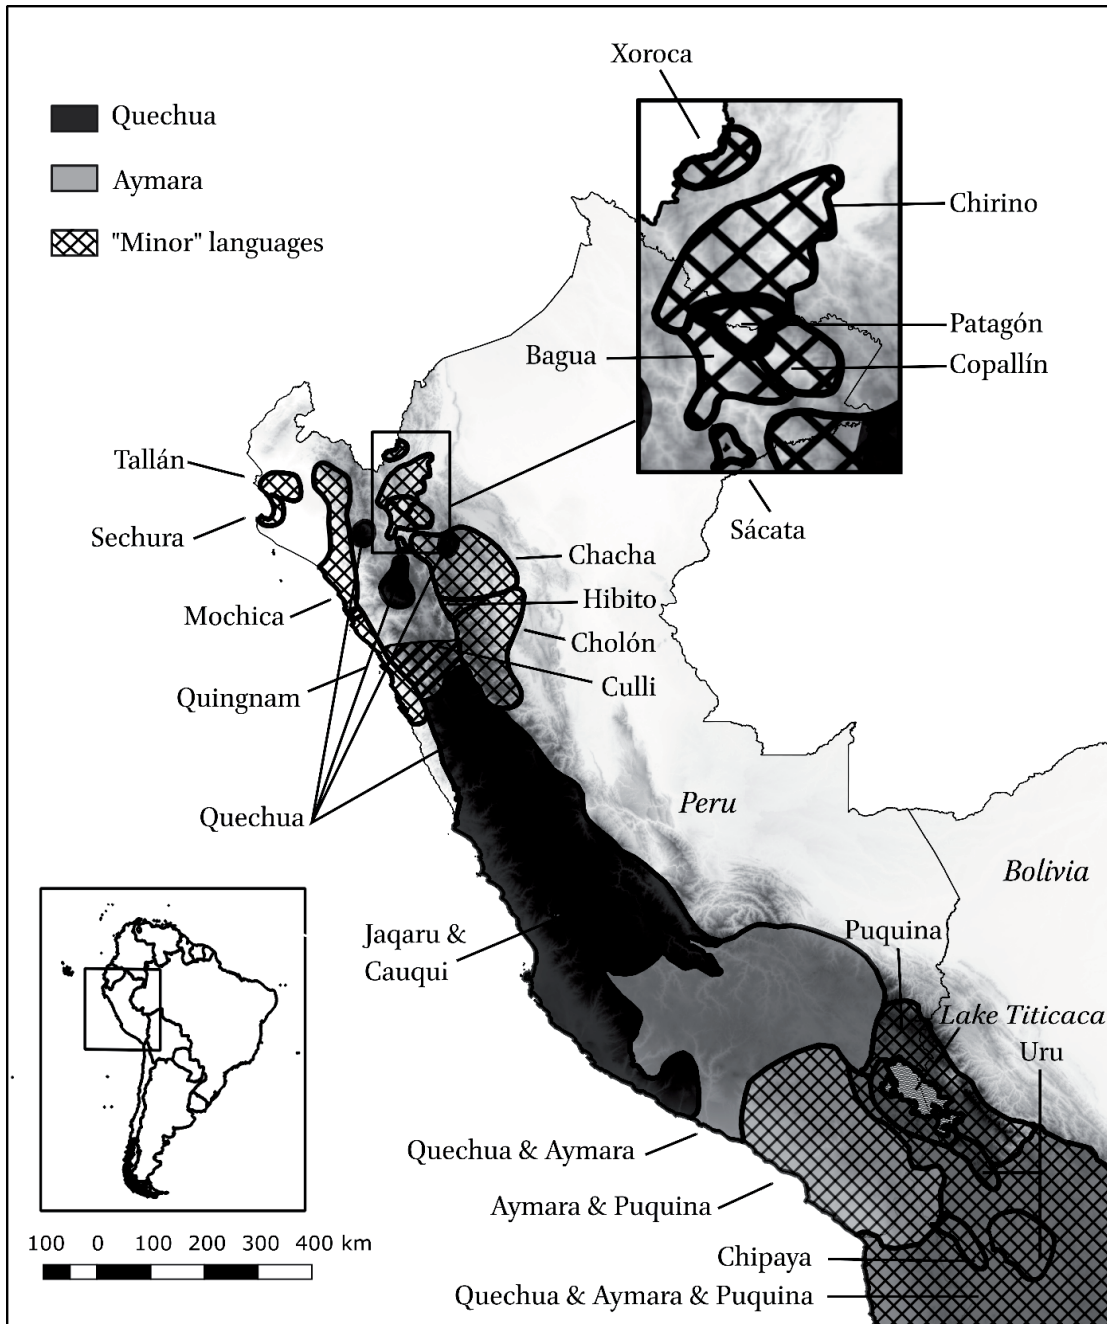 Xoroca
Quechua
Aymara
"Minor" languages
Chirino
Patagón
Bagua
Copallín
Tallán
Sechura
Sácata
Chacha
Hibito
Mochica
Cholón
Culli
Quingnam
Quechua
Peru
Bolivia
Jaqaru &
Cauqui
Puquina
Lake Titicaca
Uru
Quechua & Aymara
Aymara & Puquina
Chipaya
Quechua & Aymara & Puquina
100 0 100 200 300 400 km